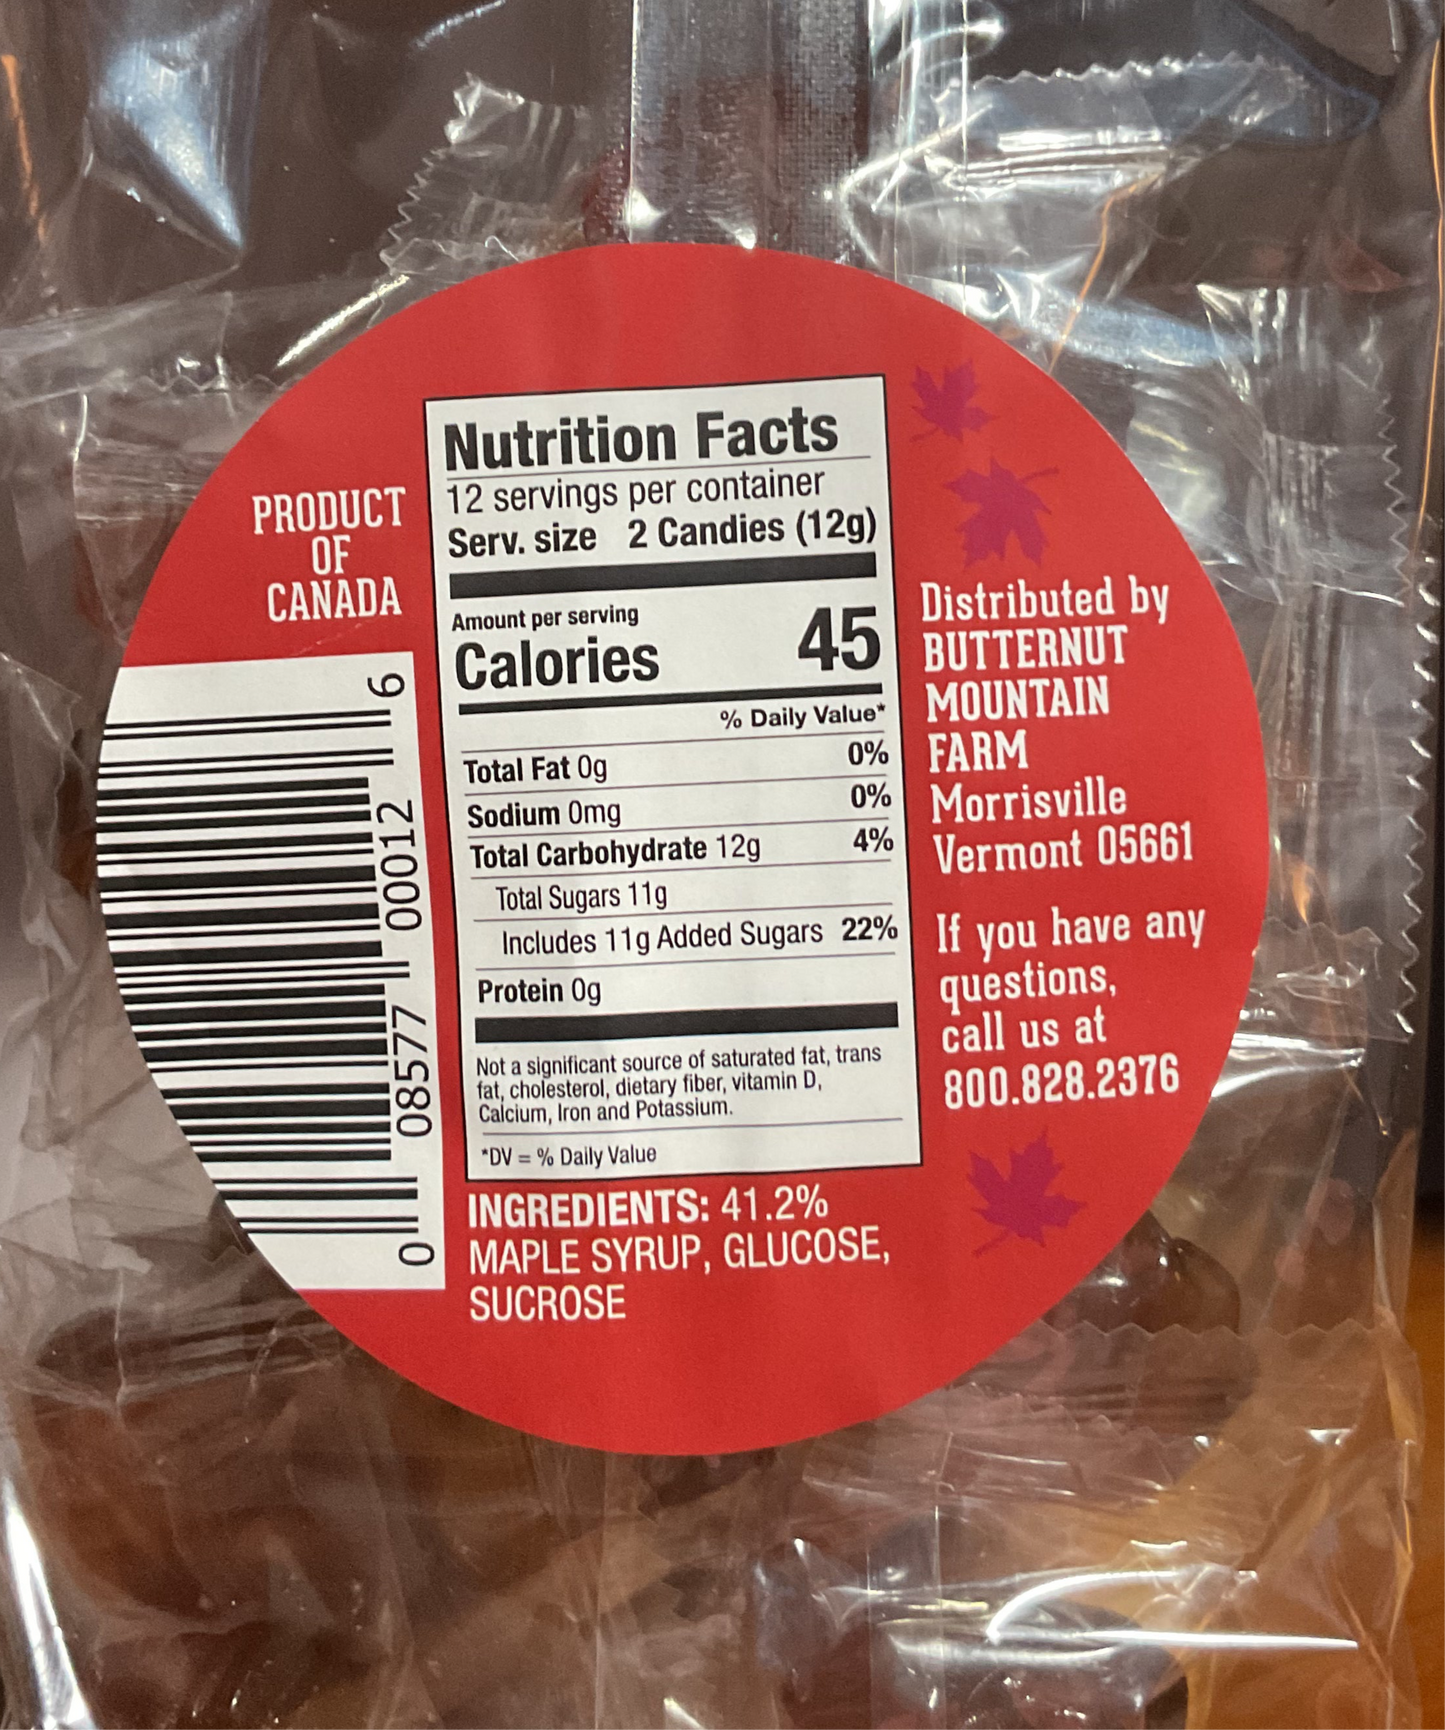 PRODUCT
OF
CANADA
0 08577 00012 6
Nutrition Facts
12 servings per container
Serv. size 2 Candies (12g)
Amount per serving
Calories 45
% Daily Value*
Total Fat 0g 0%
Sodium 0mg 0%
Total Carbohydrate 12g 4%
Total Sugars 11g
Includes 11g Added Sugars 22%
Protein 0g
Not a significant source of saturated fat, trans
fat, cholesterol, dietary fiber, vitamin D,
Calcium, Iron and Potassium.
*DV = % Daily Value
INGREDIENTS: 41.2%
MAPLE SYRUP, GLUCOSE,
SUCROSE
Distributed by
BUTTERNUT
MOUNTAIN
FARM
Morrisville
Vermont 05661
If you have any
questions,
call us at
800.828.2376